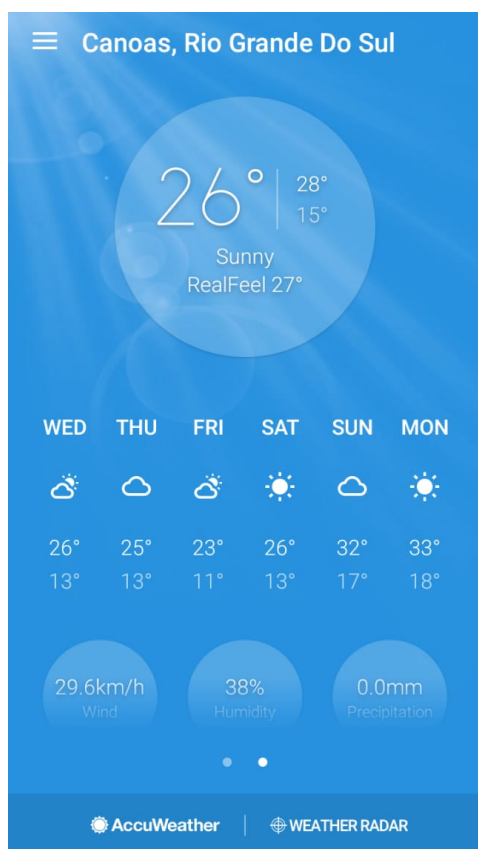 Canoas, Rio Grande Do Sul
26° 28°
15°
Sunny
RealFeel 27°
WED THU FRI SAT SUN MON
26° 25° 23° 26° 32° 33°
13° 13° 11° 13° 17° 18°
29.6km/h 38% 0.0mm
Wind Humidity Precipitation
AccuWeather WEATHER RADAR